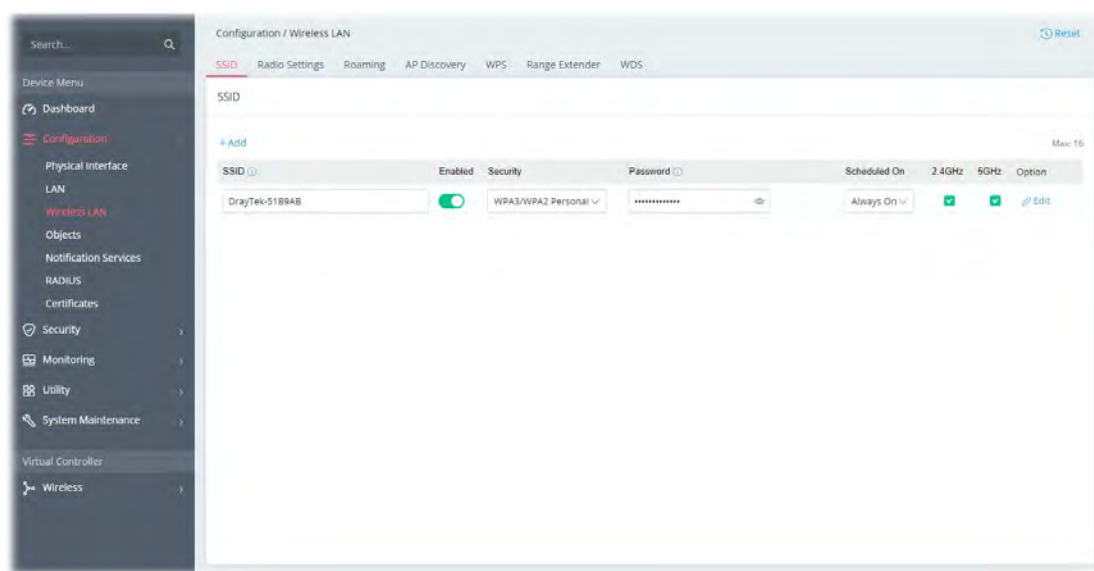 Search...
Device Menu
Dashboard
Configuration
Physical Interface
LAN
Wireless LAN
Objects
Notification Services
RADIUS
Certificates
Security
Monitoring
Utility
System Maintenance
Virtual Controller
Wireless
Configuration / Wireless LAN
Reset
SSID Radio Settings Roaming AP Discovery WPS Range Extender WDS
SSID
+Add
Max: 16
SSID Enabled Security Password Scheduled On 2.4GHz 5GHz Option
DrayTek-5189AB WPA3/WPA2 Personal ••••••••••••• Always On Edit